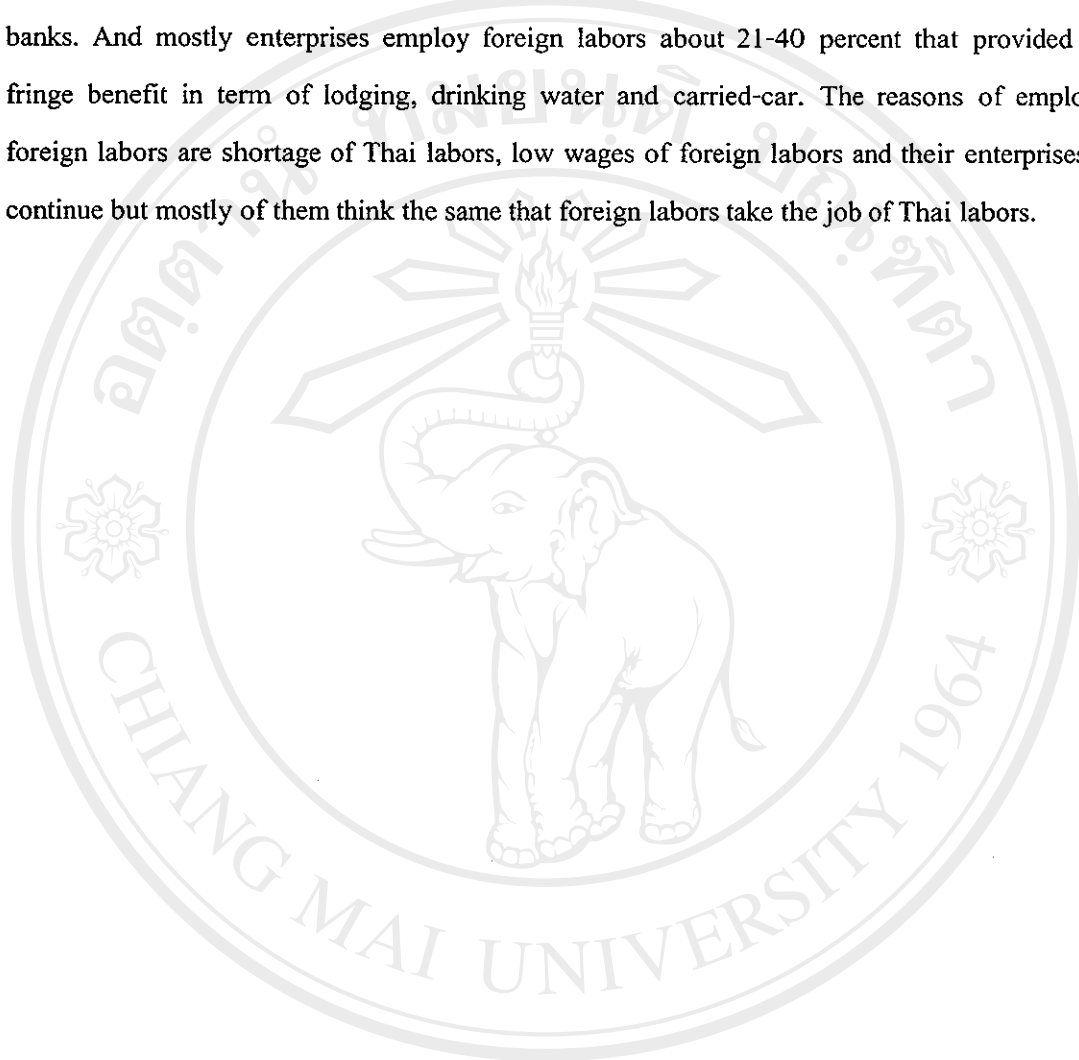 banks. And mostly enterprises employ foreign labors about 21-40 percent that provided
fringe benefit in term of lodging, drinking water and carried-car. The reasons of
foreign labors are shortage of Thai labors, low wages of foreign labors and their
continue but mostly of them think the same that foreign labors take the job of Thai labors.
CHIANG MAI UNIVERSITY 1964